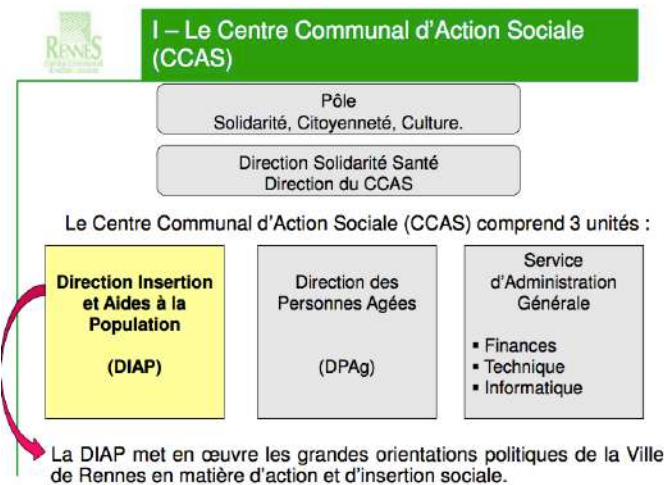 RENNES
I – Le Centre Communal d'Action Sociale
(CCAS)
Pôle
Solidarité, Citoyenneté, Culture.
Direction Solidarité Santé
Direction du CCAS
Le Centre Communal d'Action Sociale (CCAS) comprend 3 unités :
Direction Insertion
et Aides à la
Population
(DIAP)
Direction des
Personnes Agées
(DPAg)
Service
d'Administration
Générale
▪ Finances
▪ Technique
▪ Informatique
La DIAP met en œuvre les grandes orientations politiques de la Ville
de Rennes en matière d'action et d'insertion sociale.